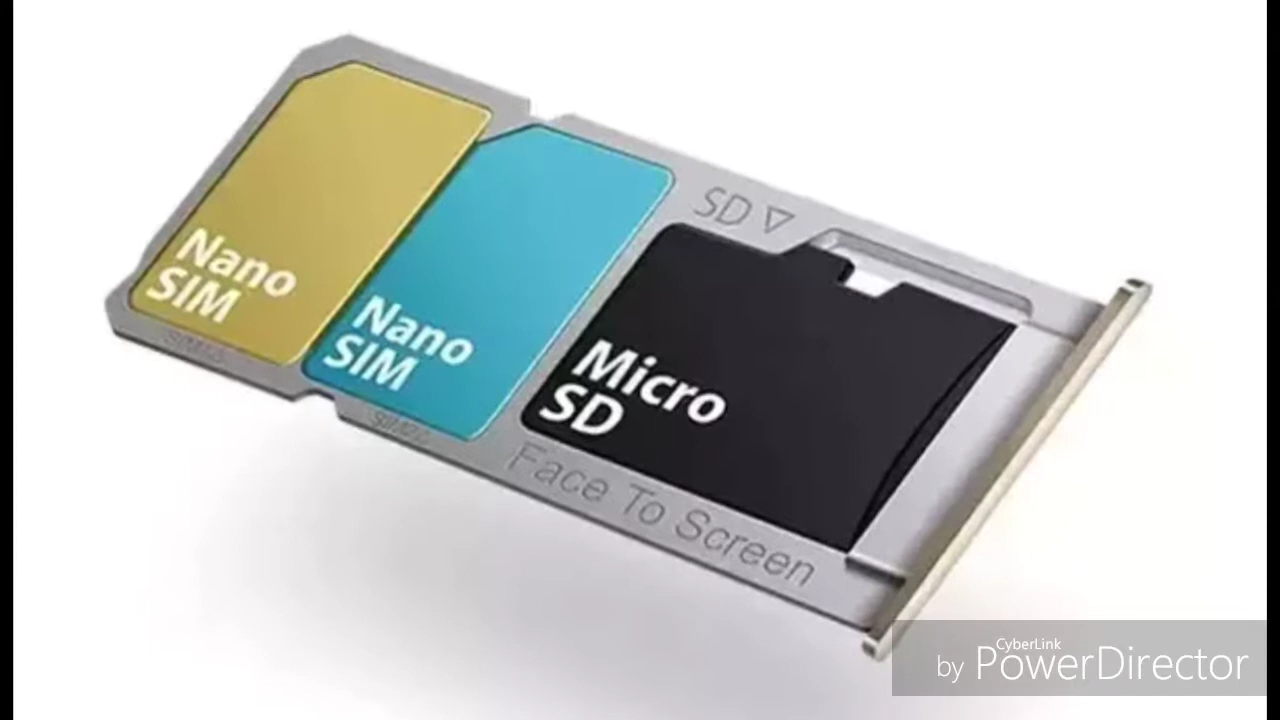 Nano
SIM
Nano
SIM
SD
Micro
SD
Face To Screen
CyberLink
by PowerDirector